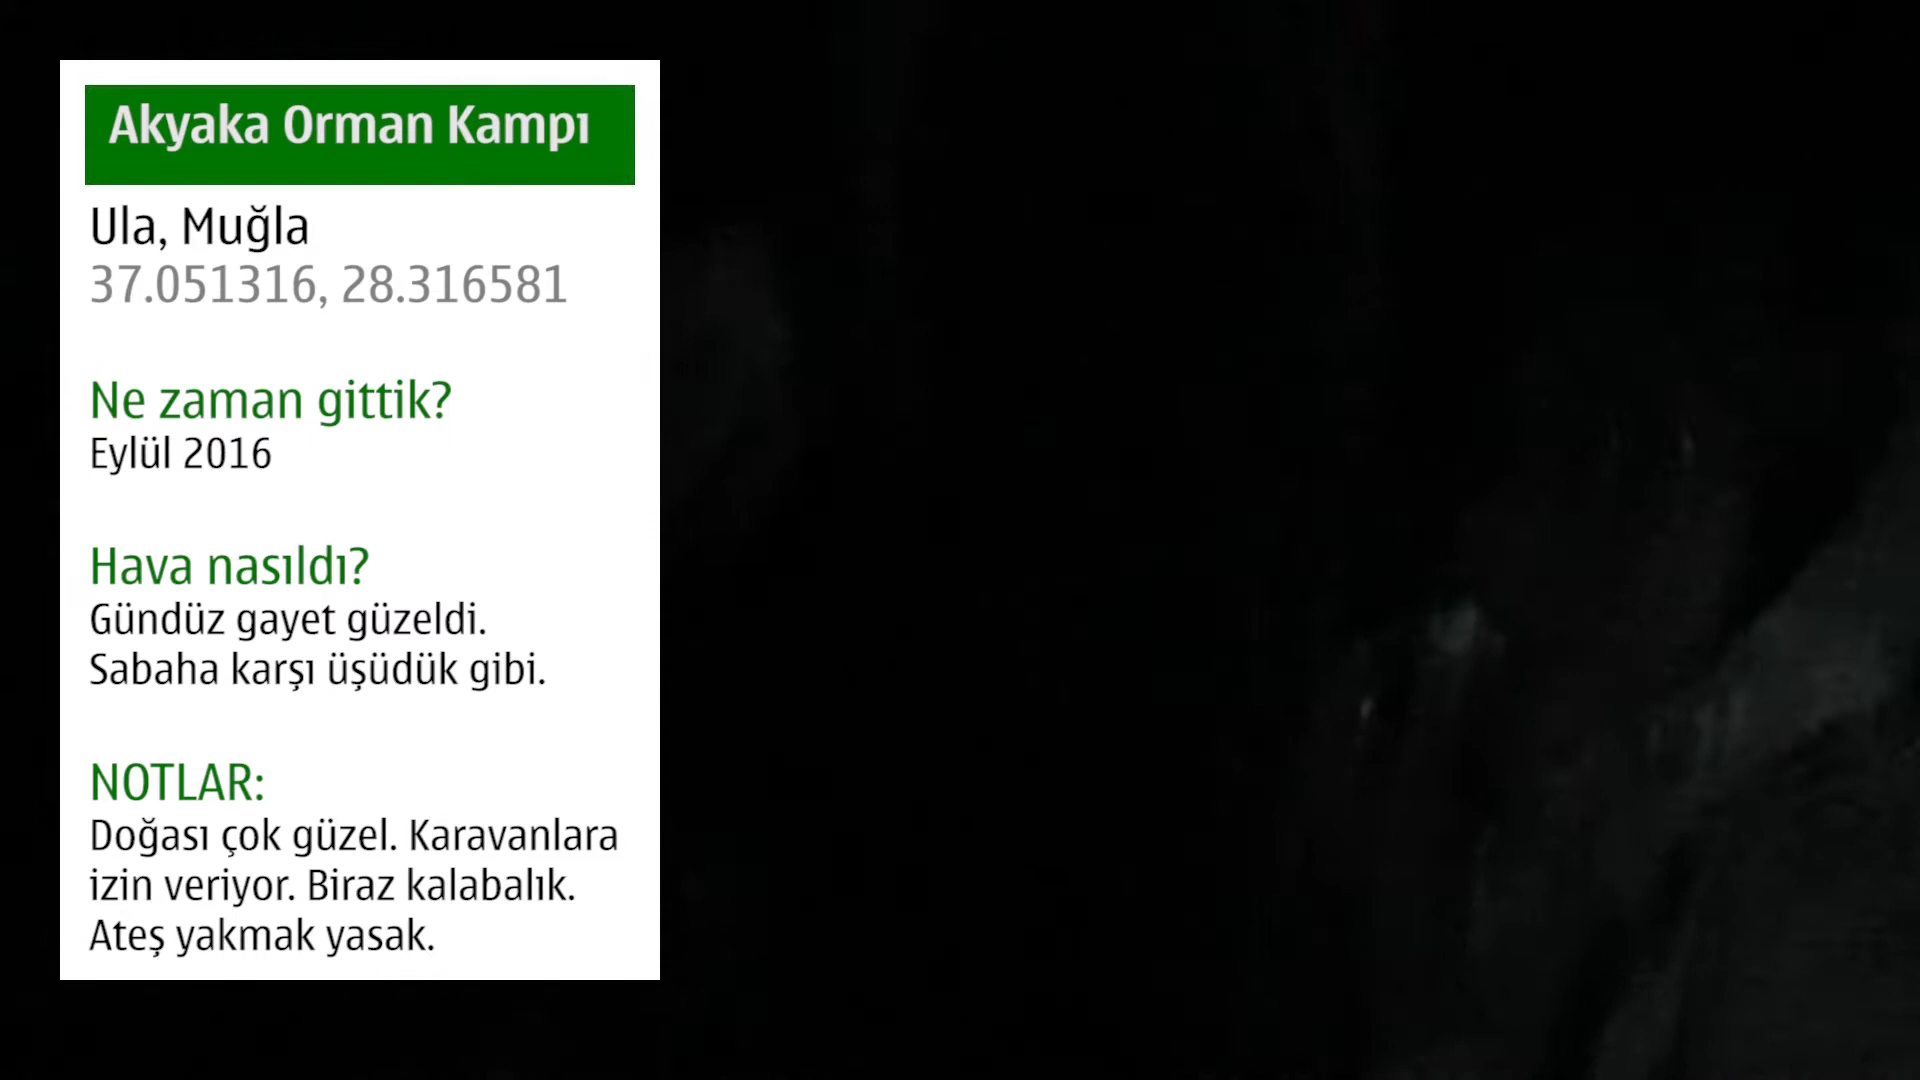 Akyaka Orman Kampı
Ula, Muğla
37.051316, 28.316581
Ne zaman gittik?
Eylül 2016
Hava nasıldı?
Gündüz gayet güzeldi.
Sabaha karşı üşüdük gibi.
NOTLAR:
Doğası çok güzel. Karavanlara
izin veriyor. Biraz kalabalık.
Ateş yakmak yasak.